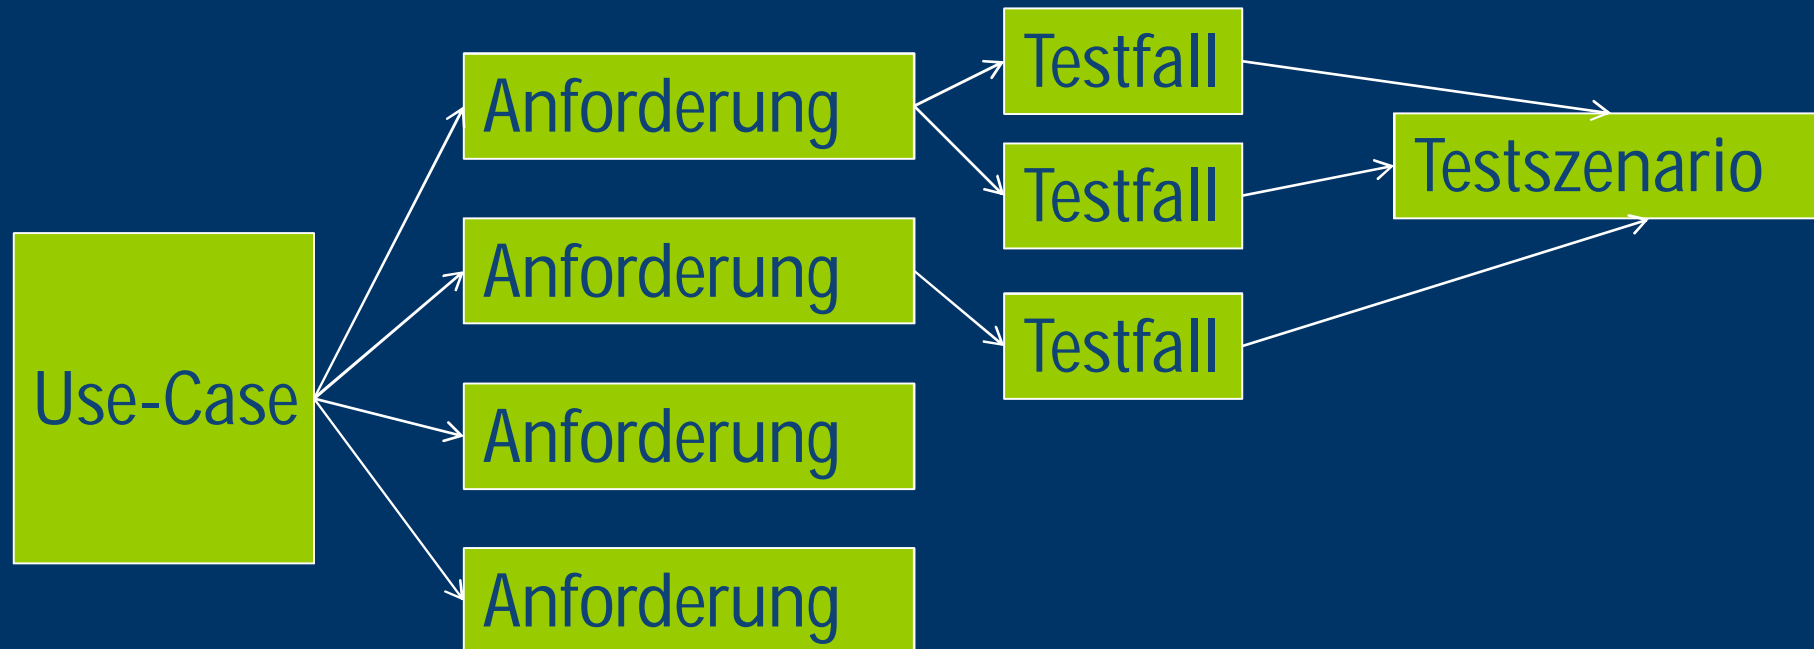 Use-Case
Anforderung
Anforderung
Anforderung
Anforderung
Testfall
Testfall
Testfall
Testszenario